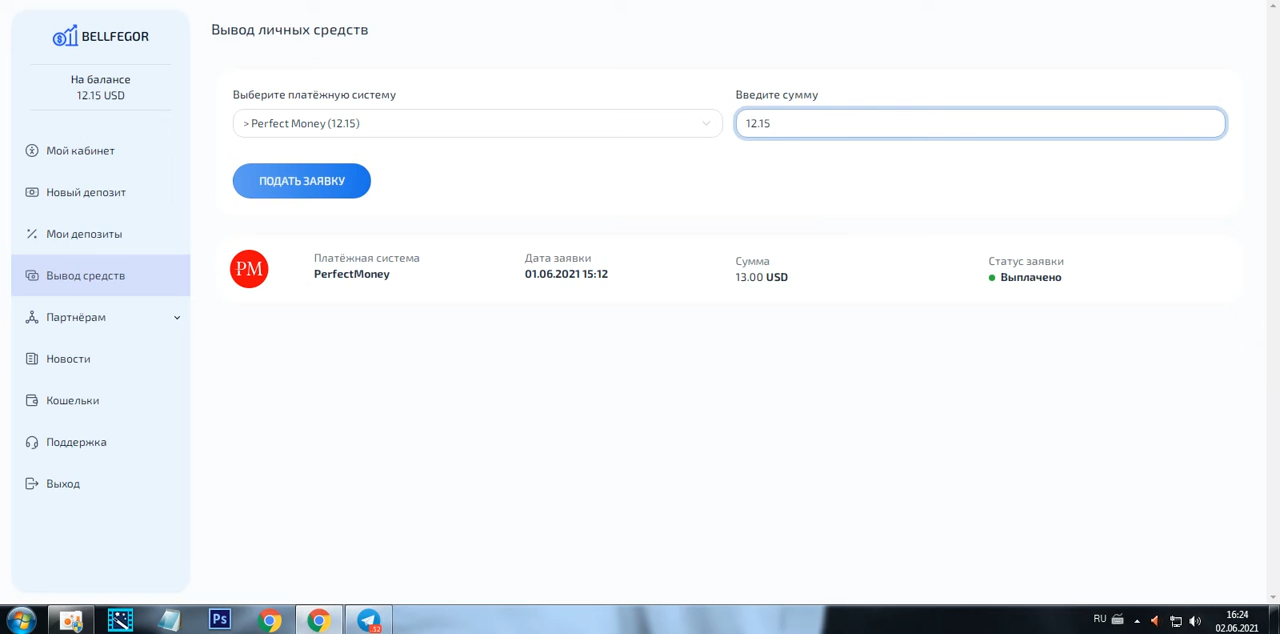 BELLFEGOR
На балансе
12.15 USD
Мой кабинет
Новый депозит
Мои депозиты
Вывод средств
Партнёрам
Новости
Кошельки
Поддержка
Выход
Вывод личных средств
Выберите платёжную систему
> Perfect Money (12.15)
Введите сумму
12.15
ПОДАТЬ ЗАЯВКУ
PM
Платёжная система
PerfectMoney
Дата заявки
01.06.2021 15:12
Сумма
13.00 USD
Статус заявки
Выплачено
Ps
RU
16:24
02.06.2021